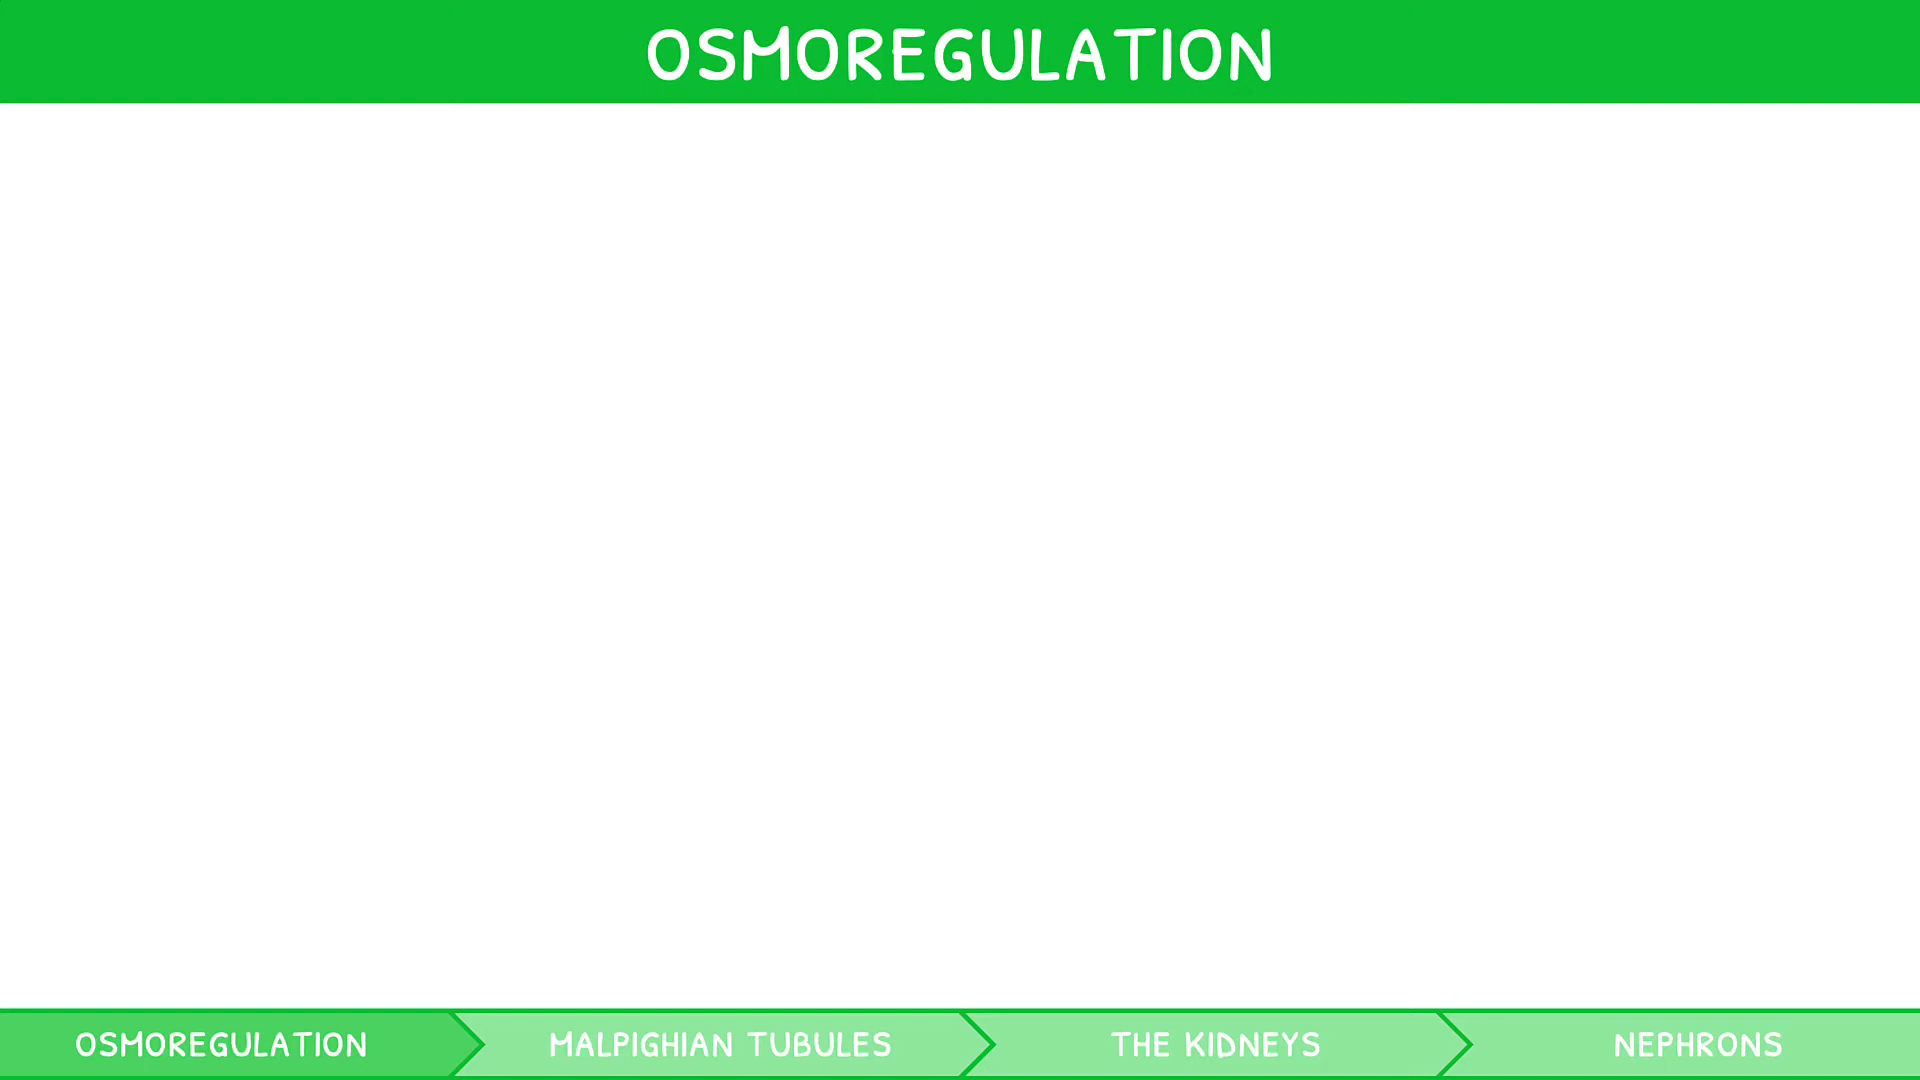 OSMOREGULATION
OSMOREGULATION
MALPIGHIAN TUBULES
THE KIDNEYS
NEPHRONS